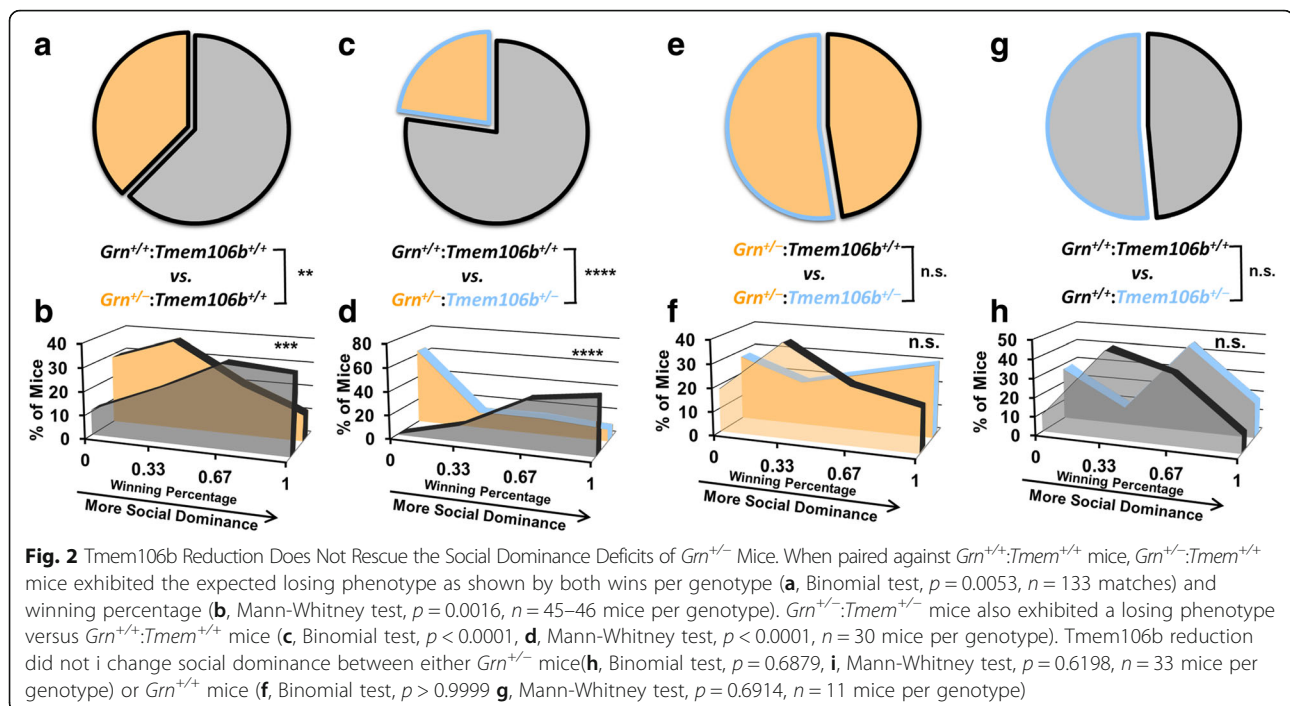 a
c
e
g
Grn+/+:Tmem106b+/+
vs.
Grn+/-:Tmem106b+/+
**
Grn+/+:Tmem106b+/+
vs.
Grn+/-:Tmem106b+/-
****
Grn+/-:Tmem106b+/+
vs.
Grn+/-:Tmem106b+/-
n.s.
Grn+/+:Tmem106b+/+
vs.
Grn+/+:Tmem106b+/-
n.s.
b
% of Mice
40
30
20
10
0
***
0
0.33
0.67
1
Winning Percentage
More Social Dominance
d
% of Mice
80
60
40
20
0
****
0
0.33
0.67
1
Winning Percentage
More Social Dominance
f
% of Mice
40
30
20
10
0
n.s.
0
0.33
0.67
1
Winning Percentage
More Social Dominance
h
% of Mice
50
40
30
20
10
0
n.s.
0
0.33
0.67
1
Winning Percentage
More Social Dominance
Fig. 2 Tmem106b Reduction Does Not Rescue the Social Dominance Deficits of Grn+/− Mice. When paired against Grn+/+:Tmem+/+ mice, Grn+/−:Tmem+/+
mice exhibited the expected losing phenotype as shown by both wins per genotype (a, Binomial test, p = 0.0053, n = 133 matches) and
winning percentage (b, Mann-Whitney test, p = 0.0016, n = 45–46 mice per genotype). Grn+/−:Tmem+/− mice also exhibited a losing phenotype
versus Grn+/+:Tmem+/+ mice (c, Binomial test, p < 0.0001, d, Mann-Whitney test, p < 0.0001, n = 30 mice per genotype). Tmem106b reduction
did not i change social dominance between either Grn+/− mice(h, Binomial test, p = 0.6879, i, Mann-Whitney test, p = 0.6198, n = 33 mice per
genotype) or Grn+/+ mice (f, Binomial test, p > 0.9999 g, Mann-Whitney test, p = 0.6914, n = 11 mice per genotype)